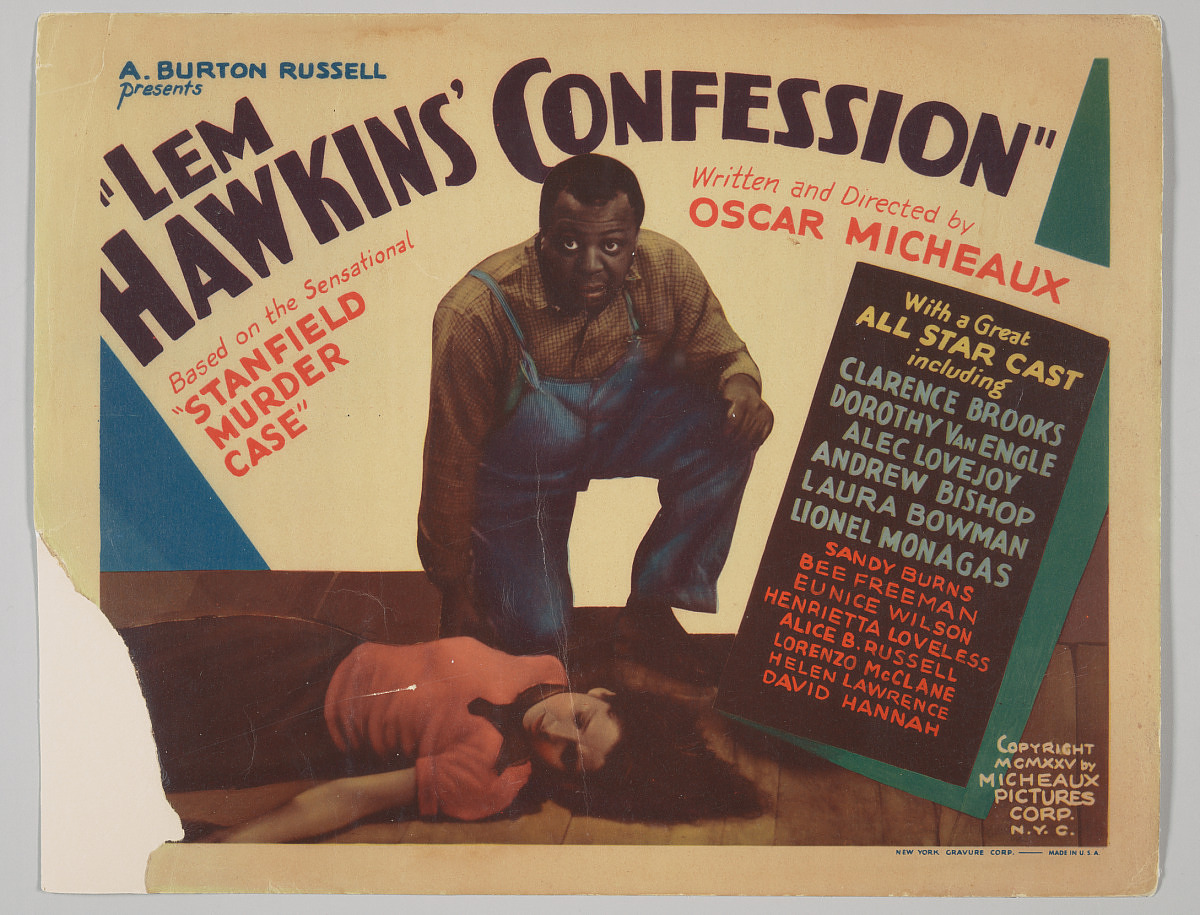 A. BURTON RUSSELL
presents
"LEM
HAWKINS' CONFESSION"
Based on the Sensational
"STANFIELD
MURDER
CASE"
Written and Directed by
OSCAR MICHEAUX
With a Great
ALL STAR CAST
including
CLARENCE BROOKS
DOROTHY VAN ENGLE
ALEC LOVEJOY
ANDREW BISHOP
LAURA BOWMAN
LIONEL MONAGAS
SANDY BURNS
BEE FREEMAN
EUNICE WILSON
HENRIETTA LOVELESS
ALICE B. RUSSELL
LORENZO MCCLANE
HELEN LAWRENCE
DAVID HANNAH
COPYRIGHT
MCMXXV by
MICHEAUX
PICTURES
CORP.
N.Y.C.
NEW YORK GRAVURE CORP. — MADE IN U.S.A.